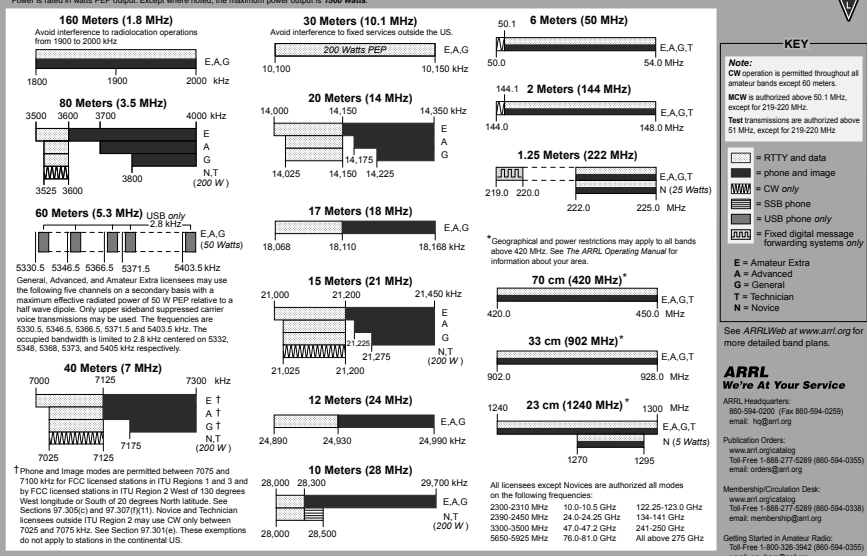 Power is rated in watts PEP output. Except where noted, the maximum power output is 1500 Watts.
160 Meters (1.8 MHz)
Avoid interference to radiolocation operations
from 1900 to 2000 kHz
E,A,G
1800 1900 2000 kHz
80 Meters (3.5 MHz)
3500 3600 3700 4000 kHz
E
A
G
N,T
(200 W)
3800
3525 3600
60 Meters (5.3 MHz) USB only
2.8 kHz
E,A,G
(50 Watts)
5330.5 5346.5 5366.5 5371.5 5403.5 kHz
General, Advanced, and Amateur Extra licensees may use
the following five channels on a secondary basis with a
maximum effective radiated power of 50 W PEP relative to a
half wave dipole. Only upper sideband suppressed carrier
voice transmissions may be used. The frequencies are
5330.5, 5346.5, 5366.5, 5371.5 and 5403.5 kHz. The
occupied bandwidth is limited to 2.8 kHz centered on 5332,
5348, 5368, 5373, and 5405 kHz respectively.
40 Meters (7 MHz)
7000 7125 7300 kHz
E †
A †
G †
N,T
(200 W)
7175
7025 7125
† Phone and Image modes are permitted between 7075 and
7100 kHz for FCC licensed stations in ITU Regions 1 and 3 and
by FCC licensed stations in ITU Region 2 West of 130 degrees
West longitude or South of 20 degrees North latitude. See
Sections 97.305(c) and 97.307(f)(11). Novice and Technician
licensees outside ITU Region 2 may use CW only between
7025 and 7075 kHz. See Section 97.301(e). These exemptions
do not apply to stations in the continental US.
30 Meters (10.1 MHz)
Avoid interference to fixed services outside the US.
200 Watts PEP
E,A,G
10,100 10,150 kHz
20 Meters (14 MHz)
14,000 14,150 14,350 kHz
E
A
G
14,175
14,025 14,150 14,225
17 Meters (18 MHz)
E,A,G
18,068 18,110 18,168 kHz
15 Meters (21 MHz)
21,000 21,200 21,450 kHz
E
A
G
N,T
(200 W)
21,225
21,275
21,025 21,200
12 Meters (24 MHz)
E,A,G
24,890 24,930 24,990 kHz
10 Meters (28 MHz)
28,000 28,300 29,700 kHz
E,A,G
N,T
(200 W)
28,000 28,500
6 Meters (50 MHz)
50.1
E,A,G,T
50.0 54.0 MHz
2 Meters (144 MHz)
144.1
E,A,G,T
144.0 148.0 MHz
1.25 Meters (222 MHz)
E,A,G,T
N (25 Watts)
219.0 220.0
222.0 225.0 MHz
*Geographical and power restrictions may apply to all bands
above 420 MHz. See The ARRL Operating Manual for
information about your area.
70 cm (420 MHz)*
E,A,G,T
420.0 450.0 MHz
33 cm (902 MHz)*
E,A,G,T
902.0 928.0 MHz
23 cm (1240 MHz)*
1240 1300 MHz
E,A,G,T
N (5 Watts)
1270 1295
All licensees except Novices are authorized all modes
on the following frequencies:
2300-2310 MHz 10.0-10.5 GHz 122.25-123.0 GHz
2390-2450 MHz 24.0-24.25 GHz 134-141 GHz
3300-3500 MHz 47.0-47.2 GHz 241-250 GHz
5650-5925 MHz 76.0-81.0 GHz All above 275 GHz
KEY
Note:
CW operation is permitted throughout all
amateur bands except 60 meters.
MCW is authorized above 50.1 MHz,
except for 219-220 MHz.
Test transmissions are authorized above
51 MHz, except for 219-220 MHz
= RTTY and data
= phone and image
= CW only
= SSB phone
= USB phone only
= Fixed digital message
forwarding systems only
E = Amateur Extra
A = Advanced
G = General
T = Technician
N = Novice
See ARRLWeb at www.arrl.org for
more detailed band plans.
ARRL
We're At Your Service
ARRL Headquarters:
860-594-0200 (Fax 860-594-0259)
email: hq@arrl.org
Publication Orders:
www.arrl.org\catalog
Toll-Free 1-888-277-5289 (860-594-0355)
email: orders@arrl.org
Membership/Circulation Desk:
www.arrl.org\catalog
Toll-Free 1-888-277-5289 (860-594-0338)
email: membership@arrl.org
Getting Started in Amateur Radio:
Toll-Free 1-800-326-3942 (860-594-0355)